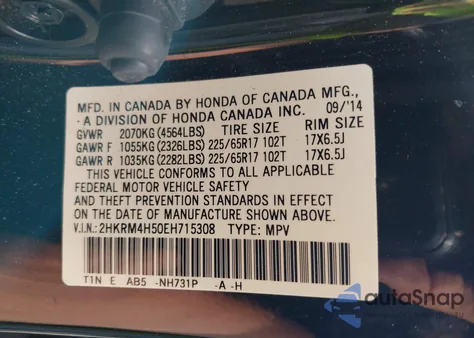 MFD. IN CANADA BY HONDA OF CANADA MFG.,
-A DIVISION OF HONDA CANADA INC. 09/'14
GVWR 2070KG (4564LBS) TIRE SIZE RIM SIZE
GAWR F 1055KG (2326LBS) 225/65R17 102T 17X6.5J
GAWR R 1035KG (2282LBS) 225/65R17 102T 17X6.5J
THIS VEHICLE CONFORMS TO ALL APPLICABLE
FEDERAL MOTOR VEHICLE SAFETY
AND THEFT PREVENTION STANDARDS IN EFFECT
ON THE DATE OF MANUFACTURE SHOWN ABOVE.
V.I.N.: 2HKRM4H50EH715308 TYPE: MPV
T1N E AB5 -NH731P -A -H
autoSnap